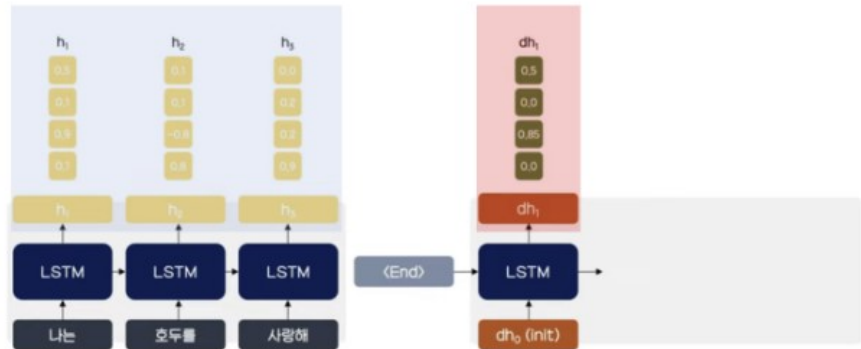 h₁ h₂ h₃ dh₁
0.5 0.1 0.0 0.5
0.1 0.1 0.2 0.0
0.9 -0.8 0.2 0.85
0.8 0.9 0.0
h₁ h₂ h₃ dh₁
LSTM LSTM LSTM <End> LSTM
나는 호두를 사랑해 dh₀ (init)